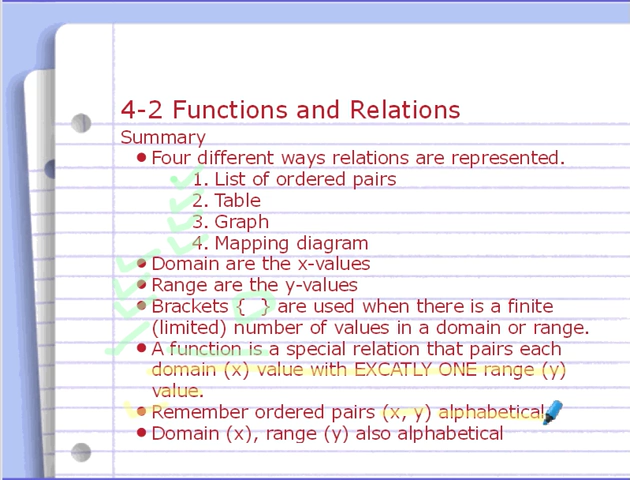 4-2 Functions and Relations
Summary
• Four different ways relations are represented.
1. List of ordered pairs
2. Table
3. Graph
4. Mapping diagram
• Domain are the x-values
• Range are the y-values
• Brackets { } are used when there is a finite
(limited) number of values in a domain or range.
• A function is a special relation that pairs each
domain (x) value with EXCATLY ONE range (y)
value.
• Remember ordered pairs (x, y) alphabetical
• Domain (x), range (y) also alphabetical